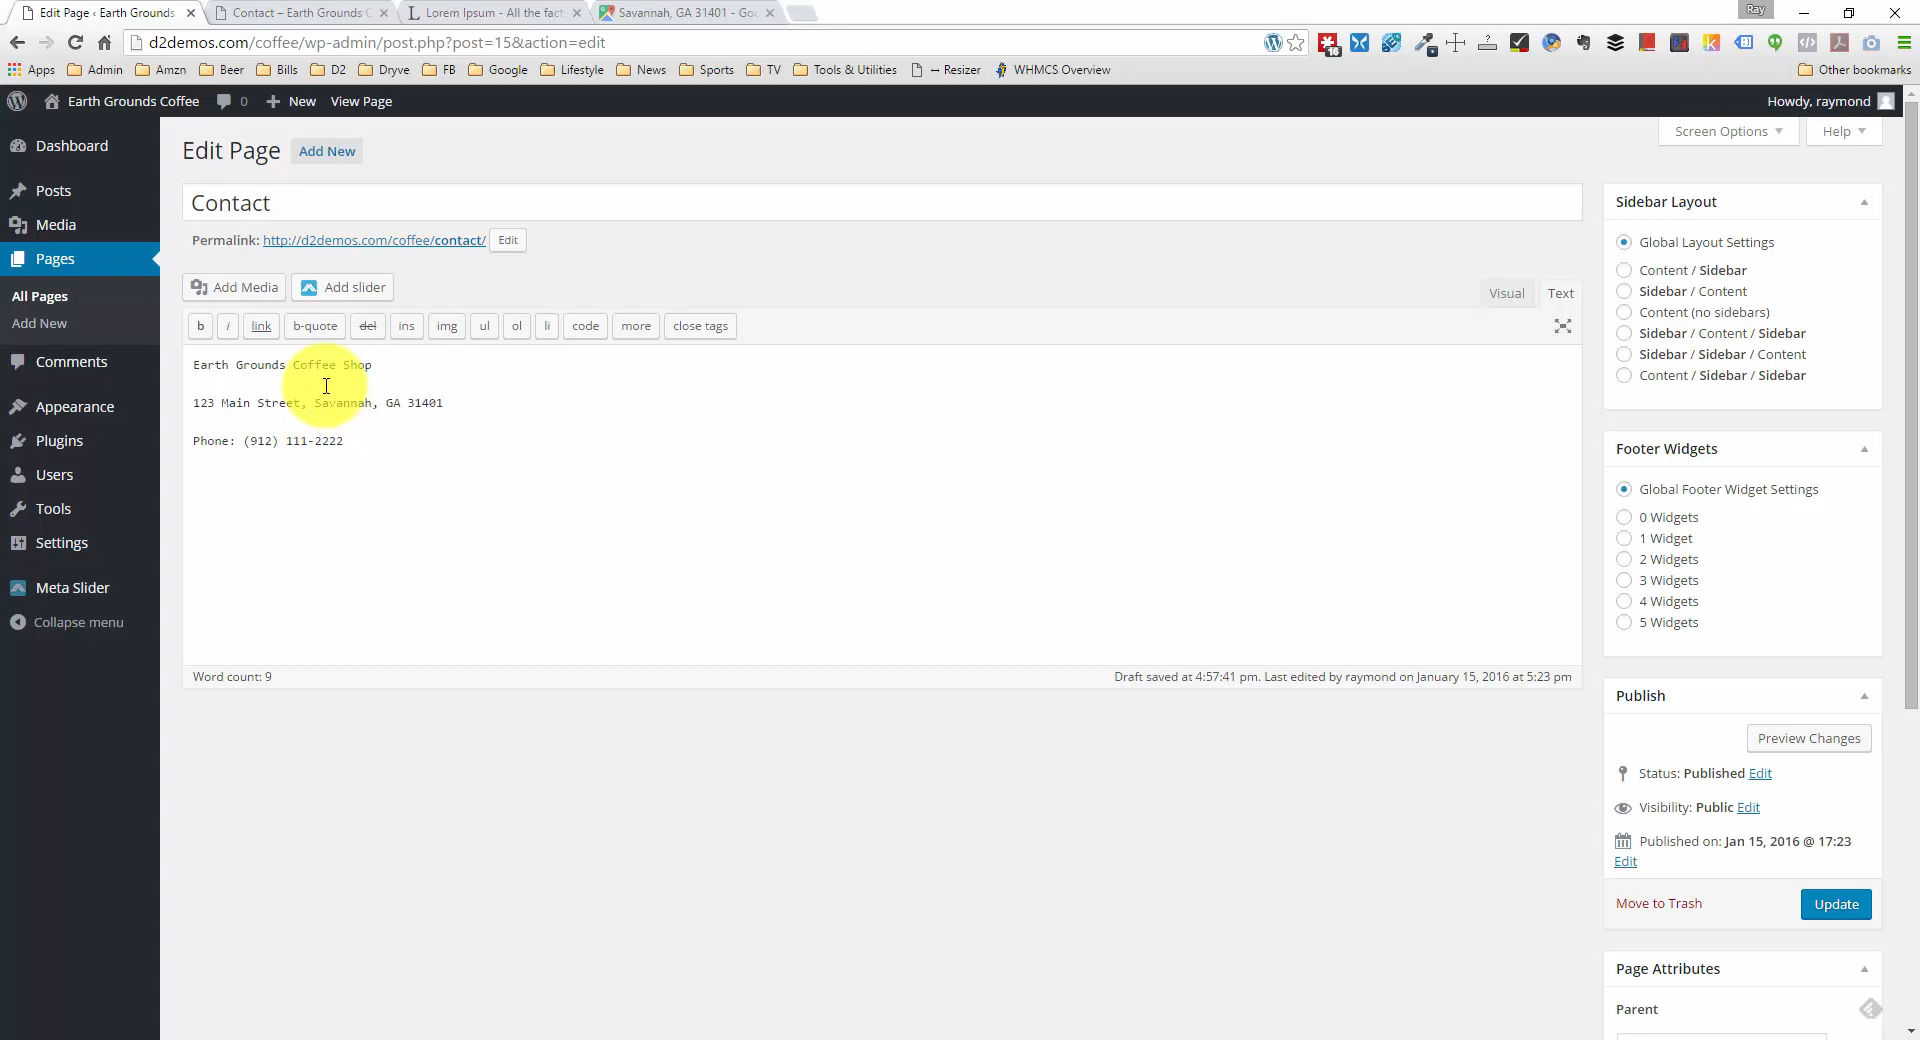 Edit Page ‹ Earth Grounds
Contact – Earth Grounds C
Lorem Ipsum - All the fact
Savannah, GA 31401 - Goo
Ray
d2demos.com/coffee/wp-admin/post.php?post=15&action=edit
16
Apps Admin Amzn Beer Bills D2 Dryve FB Google Lifestyle News Sports TV Tools & Utilities -- Resizer WHMCS Overview Other bookmarks
Earth Grounds Coffee 0 New View Page Howdy, raymond
Screen Options Help
Dashboard
Posts
Media
Pages
All Pages
Add New
Comments
Appearance
Plugins
Users
Tools
Settings
Meta Slider
Collapse menu
Edit Page Add New
Contact
Permalink: http://d2demos.com/coffee/contact/ Edit
Add Media Add slider
Visual Text
b i link b-quote del ins img ul ol li code more close tags
Earth Grounds Coffee Shop
123 Main Street, Savannah, GA 31401
Phone: (912) 111-2222
Word count: 9
Draft saved at 4:57:41 pm. Last edited by raymond on January 15, 2016 at 5:23 pm
Sidebar Layout
Global Layout Settings
Content / Sidebar
Sidebar / Content
Content (no sidebars)
Sidebar / Content / Sidebar
Sidebar / Sidebar / Content
Content / Sidebar / Sidebar
Footer Widgets
Global Footer Widget Settings
0 Widgets
1 Widget
2 Widgets
3 Widgets
4 Widgets
5 Widgets
Publish
Preview Changes
Status: Published Edit
Visibility: Public Edit
Published on: Jan 15, 2016 @ 17:23
Edit
Move to Trash Update
Page Attributes
Parent